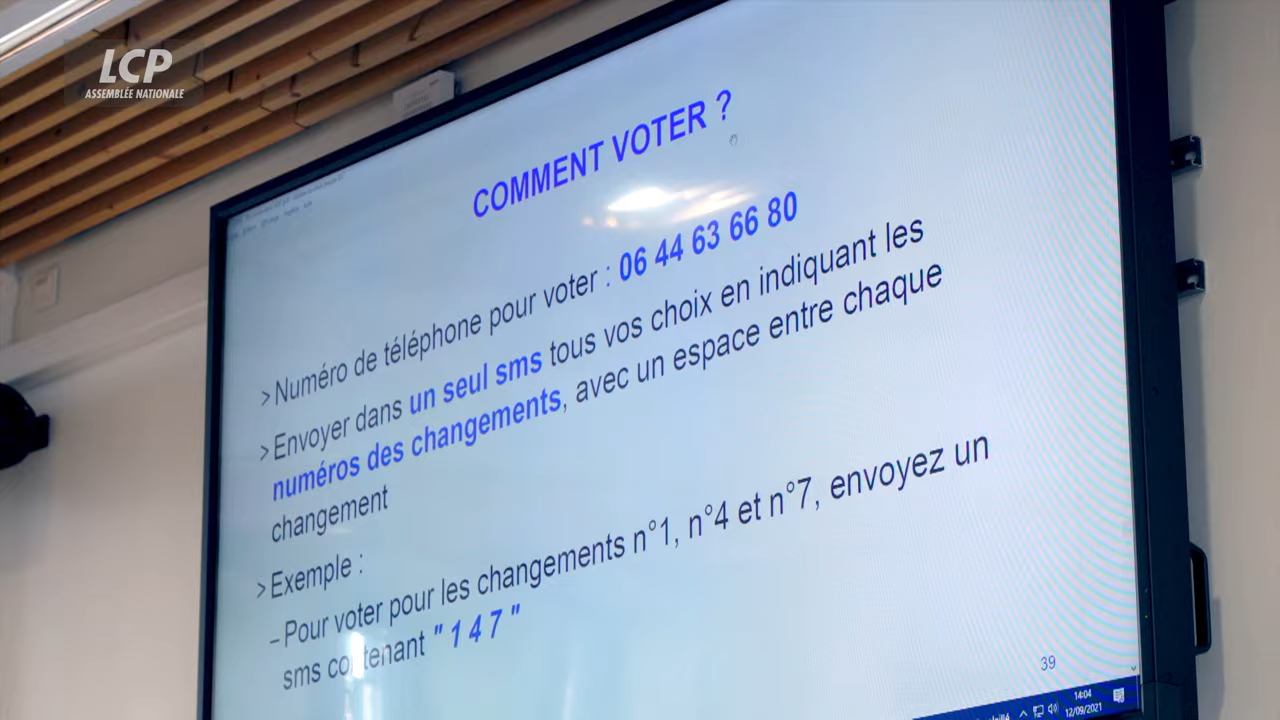 LCP
ASSEMBLÉE NATIONALE
COMMENT VOTER ?
> Numéro de téléphone pour voter : 06 44 63 66 80
> Envoyer dans un seul sms tous vos choix en indiquant les
numéros des changements, avec un espace entre chaque
changement
> Exemple :
– Pour voter pour les changements n°1, n°4 et n°7, envoyez un
sms contenant " 1 4 7 "
39
14:04
12/09/2021